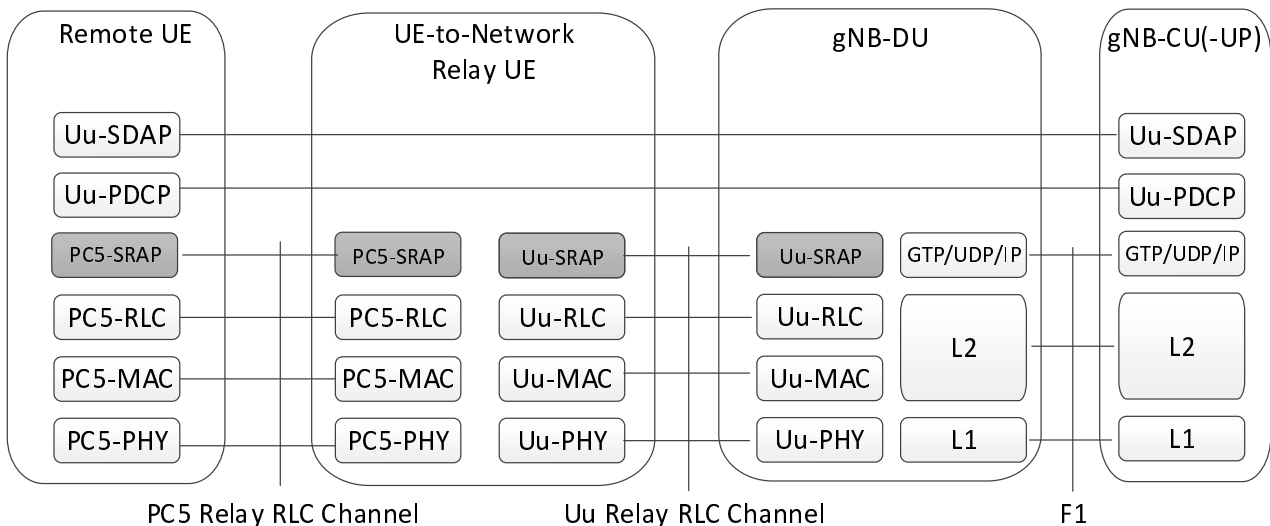 Remote UE
UE-to-Network
Relay UE
gNB-DU
gNB-CU(-UP)
Uu-SDAP
Uu-SDAP
Uu-PDCP
Uu-PDCP
PC5-SRAP
PC5-SRAP
Uu-SRAP
Uu-SRAP
GTP/UDP/IP
GTP/UDP/IP
PC5-RLC
PC5-RLC
Uu-RLC
Uu-RLC
L2
L2
PC5-MAC
PC5-MAC
Uu-MAC
Uu-MAC
PC5-PHY
PC5-PHY
Uu-PHY
Uu-PHY
L1
L1
PC5 Relay RLC Channel
Uu Relay RLC Channel
F1